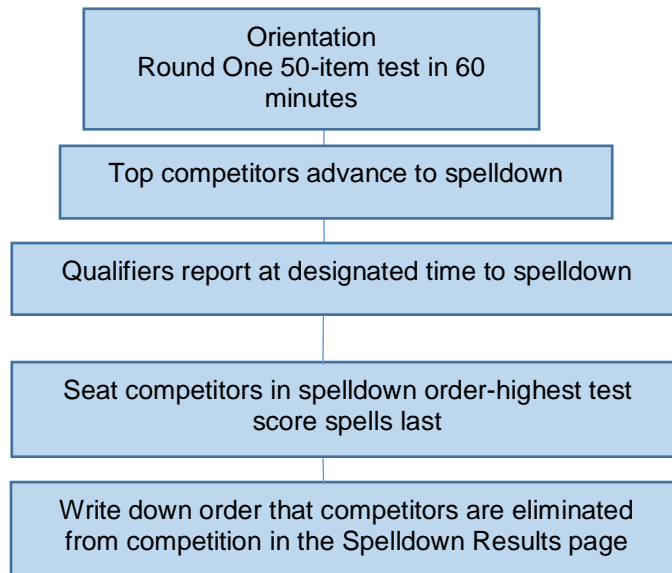 Orientation
Round One 50-item test in 60
minutes
Top competitors advance to spelldown
Qualifiers report at designated time to spelldown
Seat competitors in spelldown order-highest test
score spells last
Write down order that competitors are eliminated
from competition in the Spelldown Results page